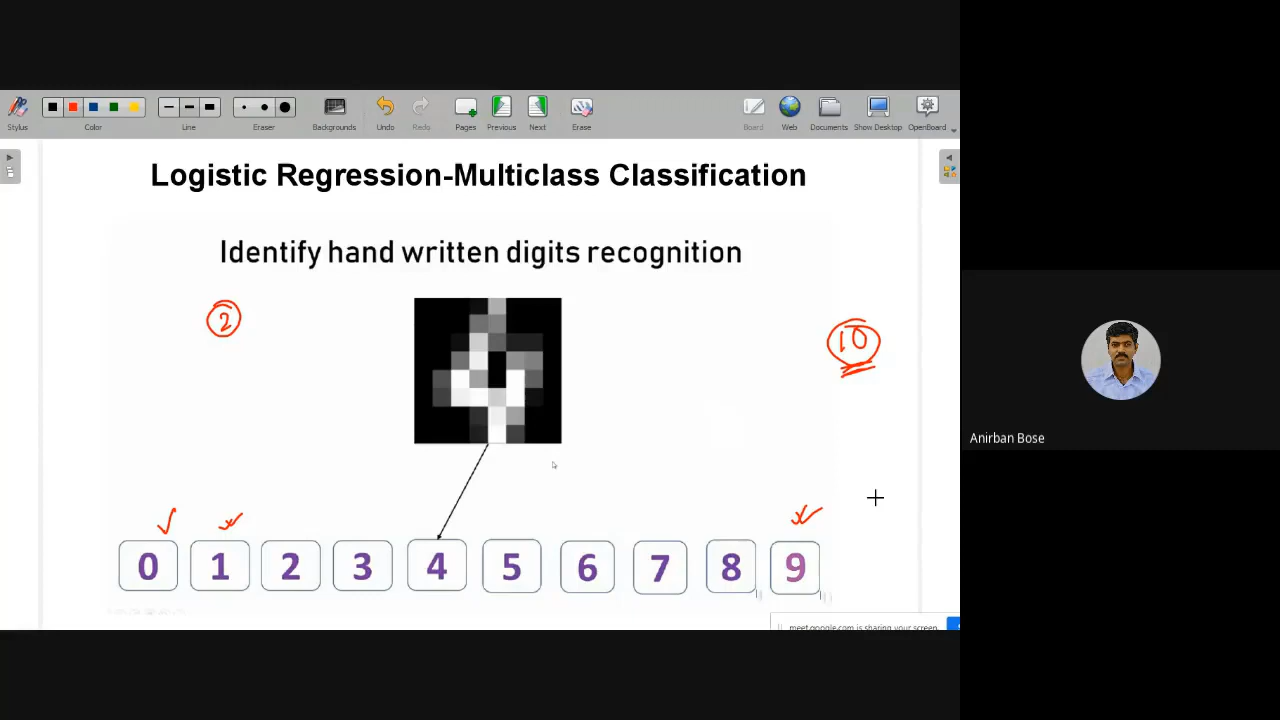 Stylus
Color
Line
Eraser
Backgrounds
Undo
Redo
Pages
Previous
Next
Erase
Board
Web
Documents
Show Desktop
OpenBoard
Logistic Regression-Multiclass Classification
Identify hand written digits recognition
2
10
4
0 1 2 3 4 5 6 7 8 9
meet.google.com is sharing your screen.
Anirban Bose